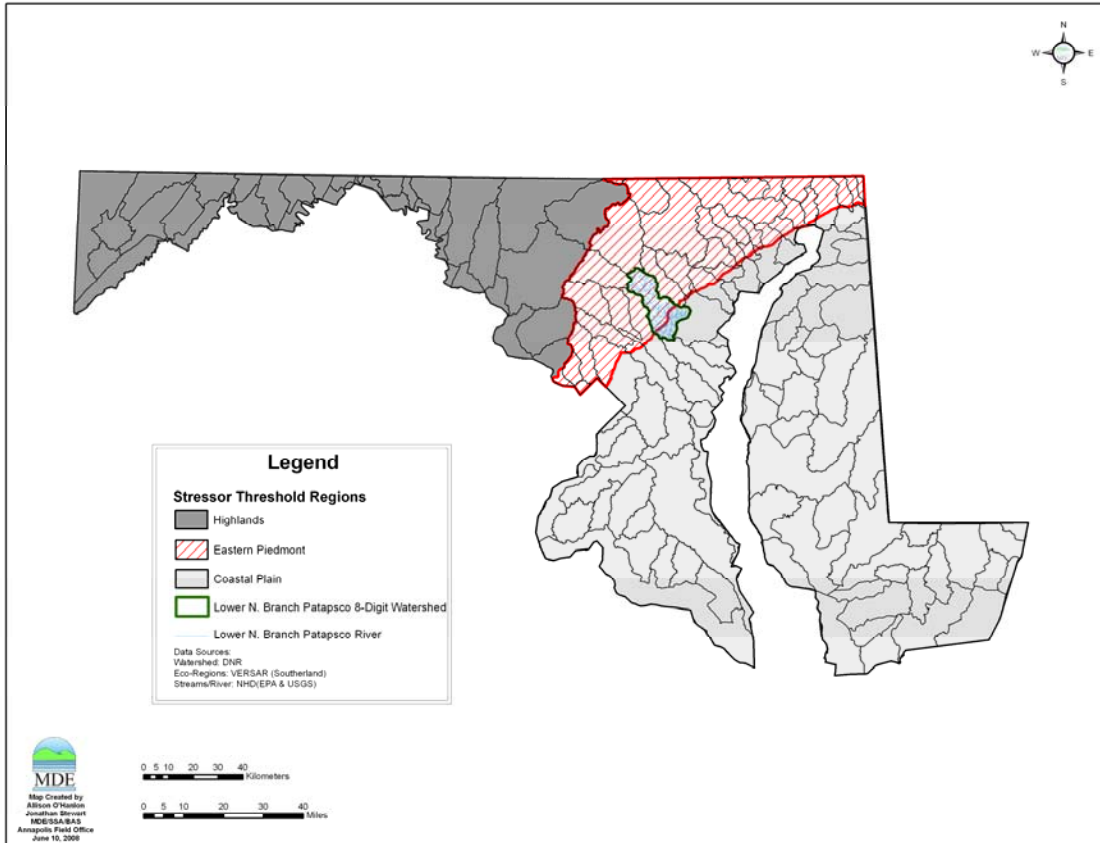 N
W E
S
Legend
Stressor Threshold Regions
Highlands
Eastern Piedmont
Coastal Plain
Lower N. Branch Patapsco 8-Digit Watershed
Lower N. Branch Patapsco River
Data Sources:
Watershed: DNR
Eco-Regions: VERSAR (Southerland)
Streams/River: NHD(EPA & USGS)
MDE
Map Created by
Allison O'Hanlon
Jonathan Stewart
MDE/SSA/BAS
Annapolis Field Office
June 10, 2008
0 5 10 20 30 40
Kilometers
0 5 10 20 30 40
Miles